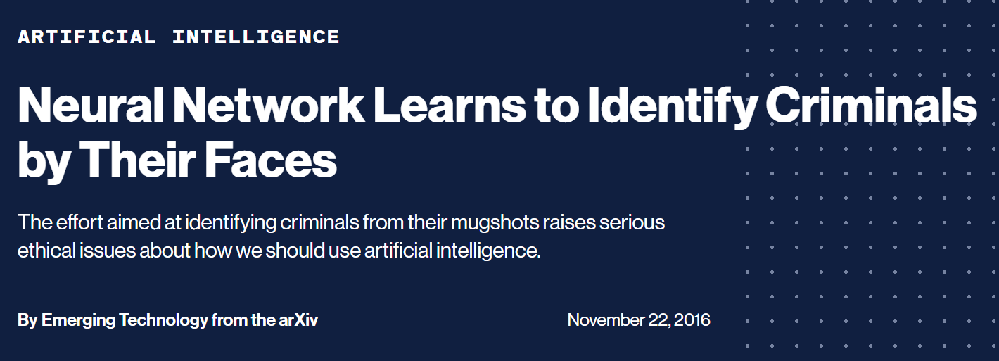 ARTIFICIAL INTELLIGENCE
Neural Network Learns to Identify Criminals
by Their Faces
The effort aimed at identifying criminals from their mugshots raises serious
ethical issues about how we should use artificial intelligence.
By Emerging Technology from the arXiv
November 22, 2016